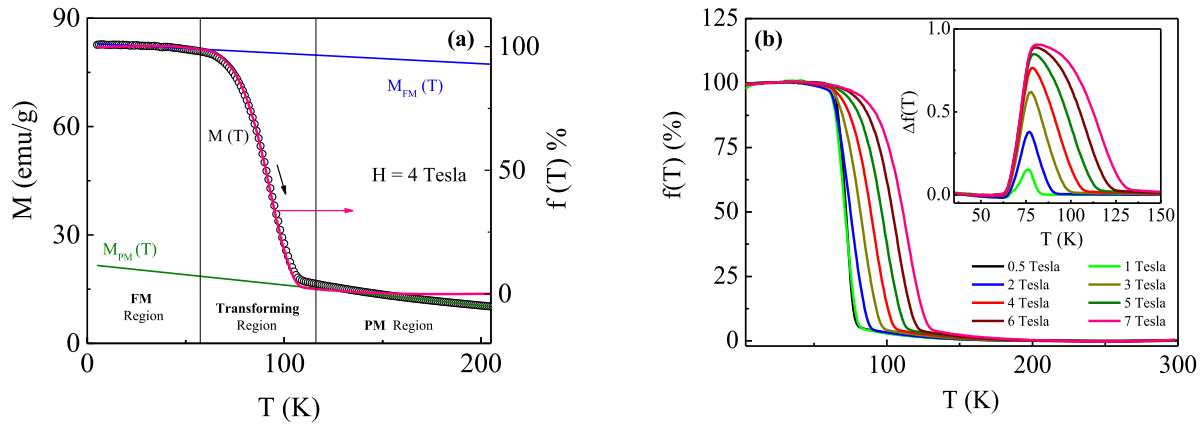 (a)
M (emu/g)
90
60
30
0
0
100
200
T (K)
f (T) %
100
50
0
M_FM (T)
M (T)
H = 4 Tesla
M_PM (T)
FM
Region
Transforming
Region
PM Region
(b)
f(T) (%)
125
100
75
50
25
0
100
200
300
T (K)
Δf(T)
1.0
0.5
0.0
50
75
100
125
150
T (K)
0.5 Tesla
1 Tesla
2 Tesla
3 Tesla
4 Tesla
5 Tesla
6 Tesla
7 Tesla